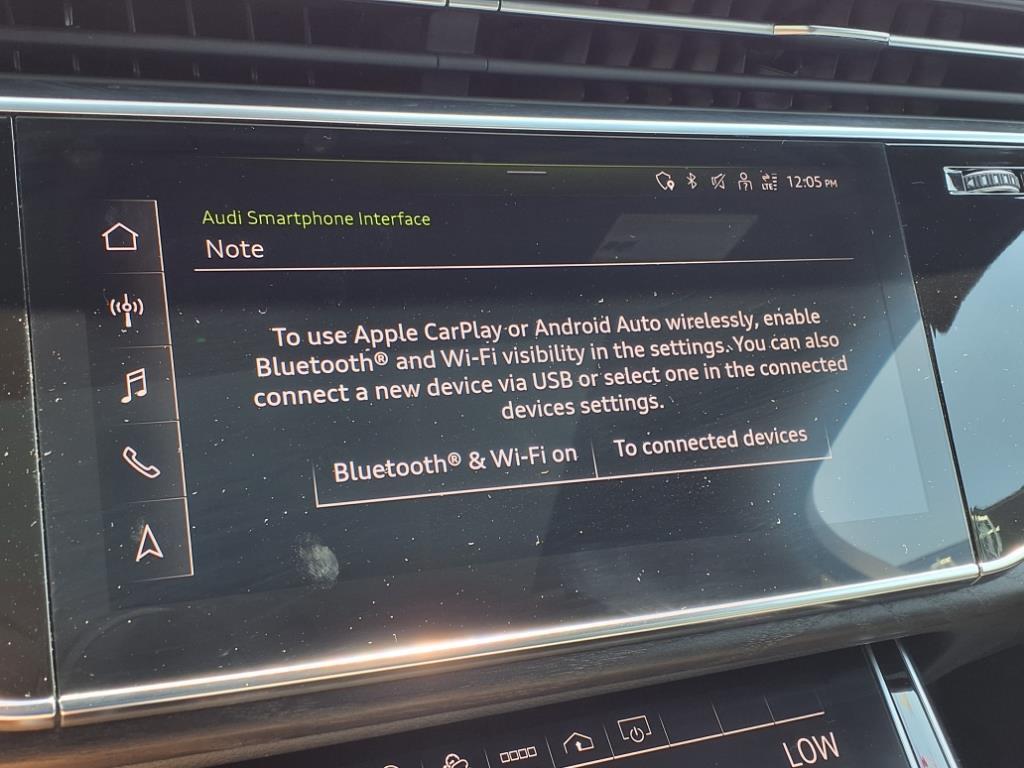 LTE 12:05 PM
Audi Smartphone Interface
Note
To use Apple CarPlay or Android Auto wirelessly, enable
Bluetooth® and Wi-Fi visibility in the settings. You can also
connect a new device via USB or select one in the connected
devices settings.
Bluetooth® & Wi-Fi on
To connected devices
LOW